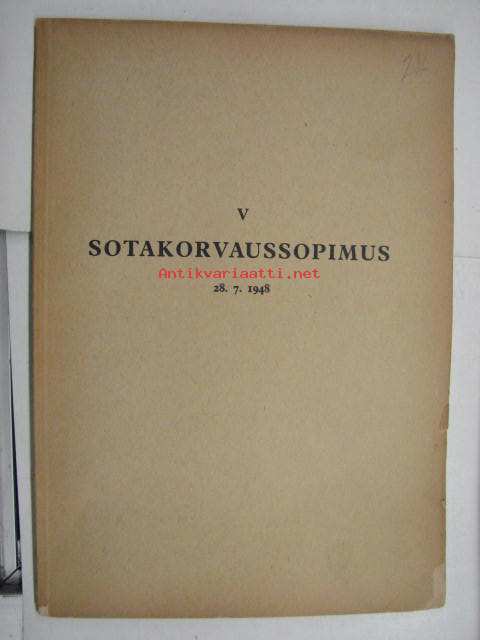 V
SOTAKORVAUSSOPIMUS
Antikvariaatti.net
28. 7. 1948